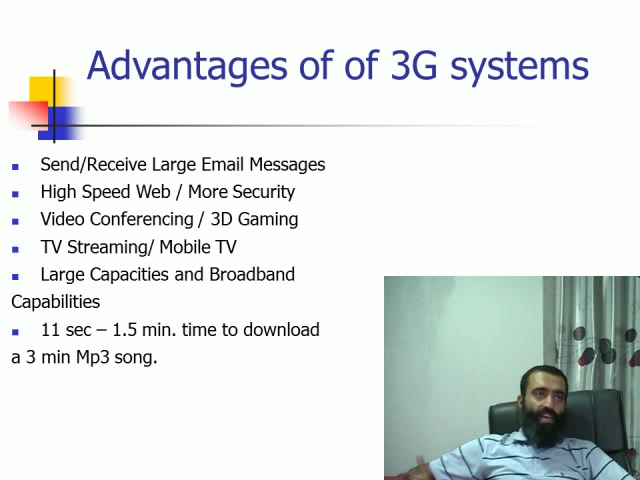 Advantages of of 3G systems
Send/Receive Large Email Messages
High Speed Web / More Security
Video Conferencing / 3D Gaming
TV Streaming/ Mobile TV
Large Capacities and Broadband
Capabilities
11 sec – 1.5 min. time to download
a 3 min Mp3 song.